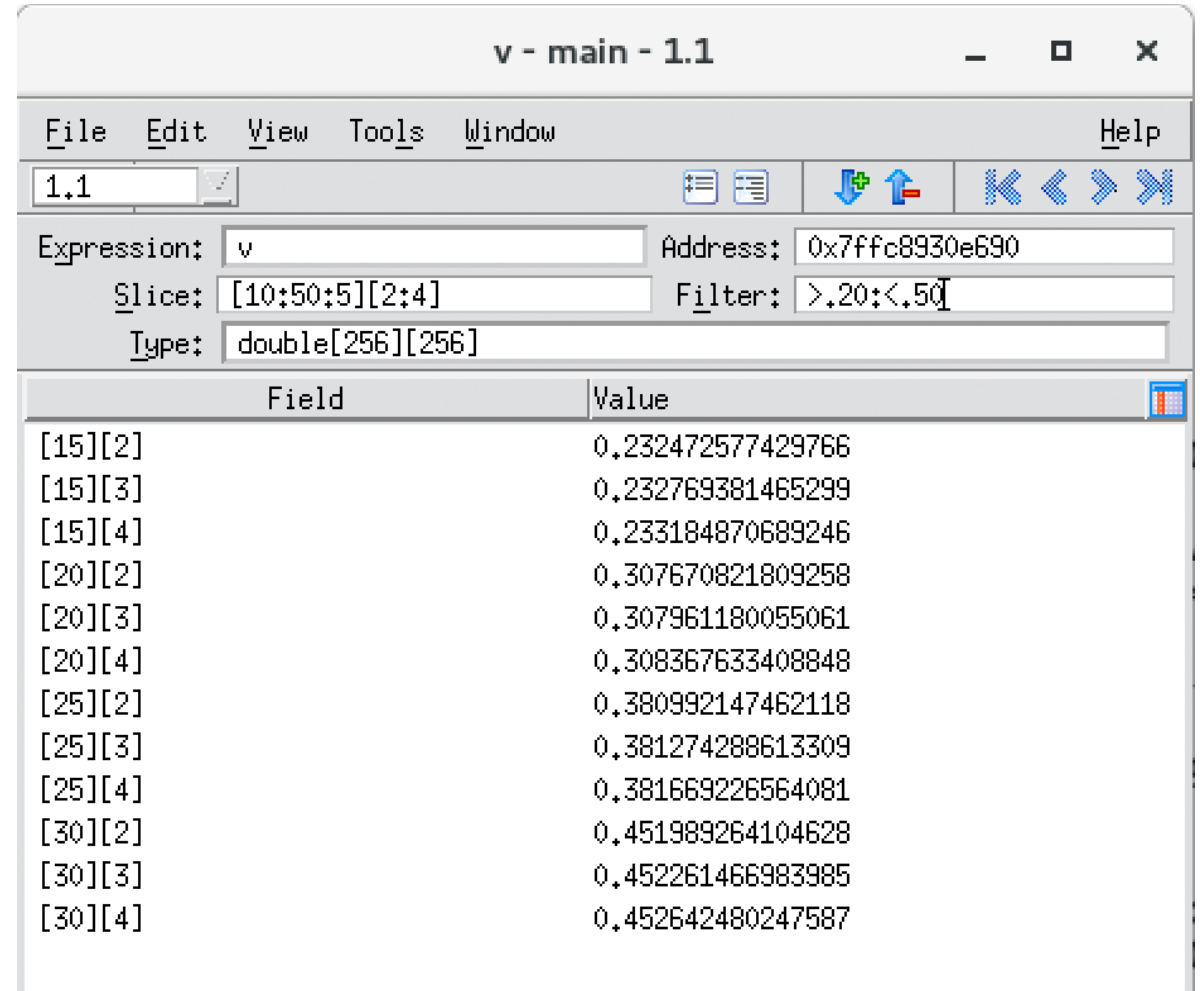 v - main - 1.1
File Edit View Tools Window Help
1.1
Expression: v Address: 0x7ffc8930e690
Slice: [10:50:5][2:4] Filter: >.20:<.50
Type: double[256][256]
Field Value
[15][2] 0.232472577429766
[15][3] 0.232769381465299
[15][4] 0.233184870689246
[20][2] 0.307670821809258
[20][3] 0.307961180055061
[20][4] 0.308367633408848
[25][2] 0.380992147462118
[25][3] 0.381274288613309
[25][4] 0.381669226564081
[30][2] 0.451989264104628
[30][3] 0.452261466983985
[30][4] 0.452642480247587